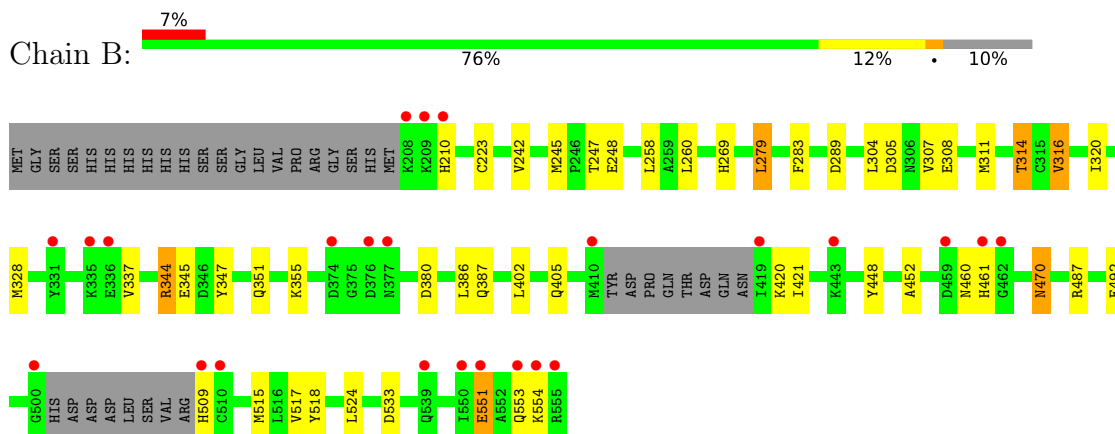 7%
Chain B:
76% 12% • 10%
MET GLY SER SER HIS HIS HIS HIS HIS HIS SER SER GLY LEU VAL PRO ARG GLY SER HIS MET K208 K209 H210 C223 V242 M245 P246 T247 E248 L258 A259 L260 H269 L279 F283 D289 L304 D305 N306 V307 E308 M311 T314 C315 V316 I320
M328 Y331 K335 E336 V337 R344 E345 D346 Y347 Q351 K355 D374 G375 D376 N377 D380 L386 Q387 L402 Q405 M410 TYR ASP PRO GLN THR ASP GLN ASN I419 K420 I421 K443 Y448 A452 D459 N460 H461 G462 N470 R487
G500 HIS ASP ASP ASP LEU SER VAL ARG H509 C510 M515 L516 V517 Y518 L524 D533 Q539 I550 E551 A552 Q553 K554 R555